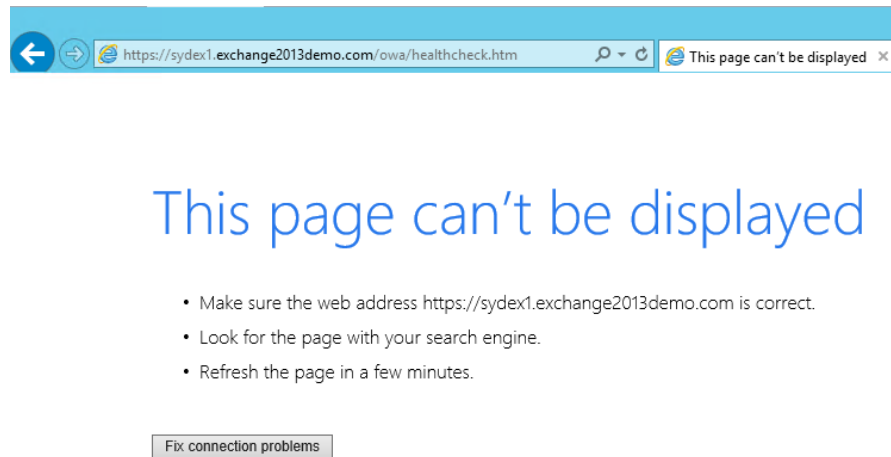 https://sydex1.exchange2013demo.com/owa/healthcheck.htm
This page can't be displayed
This page can't be displayed
• Make sure the web address https://sydex1.exchange2013demo.com is correct.
• Look for the page with your search engine.
• Refresh the page in a few minutes.
Fix connection problems